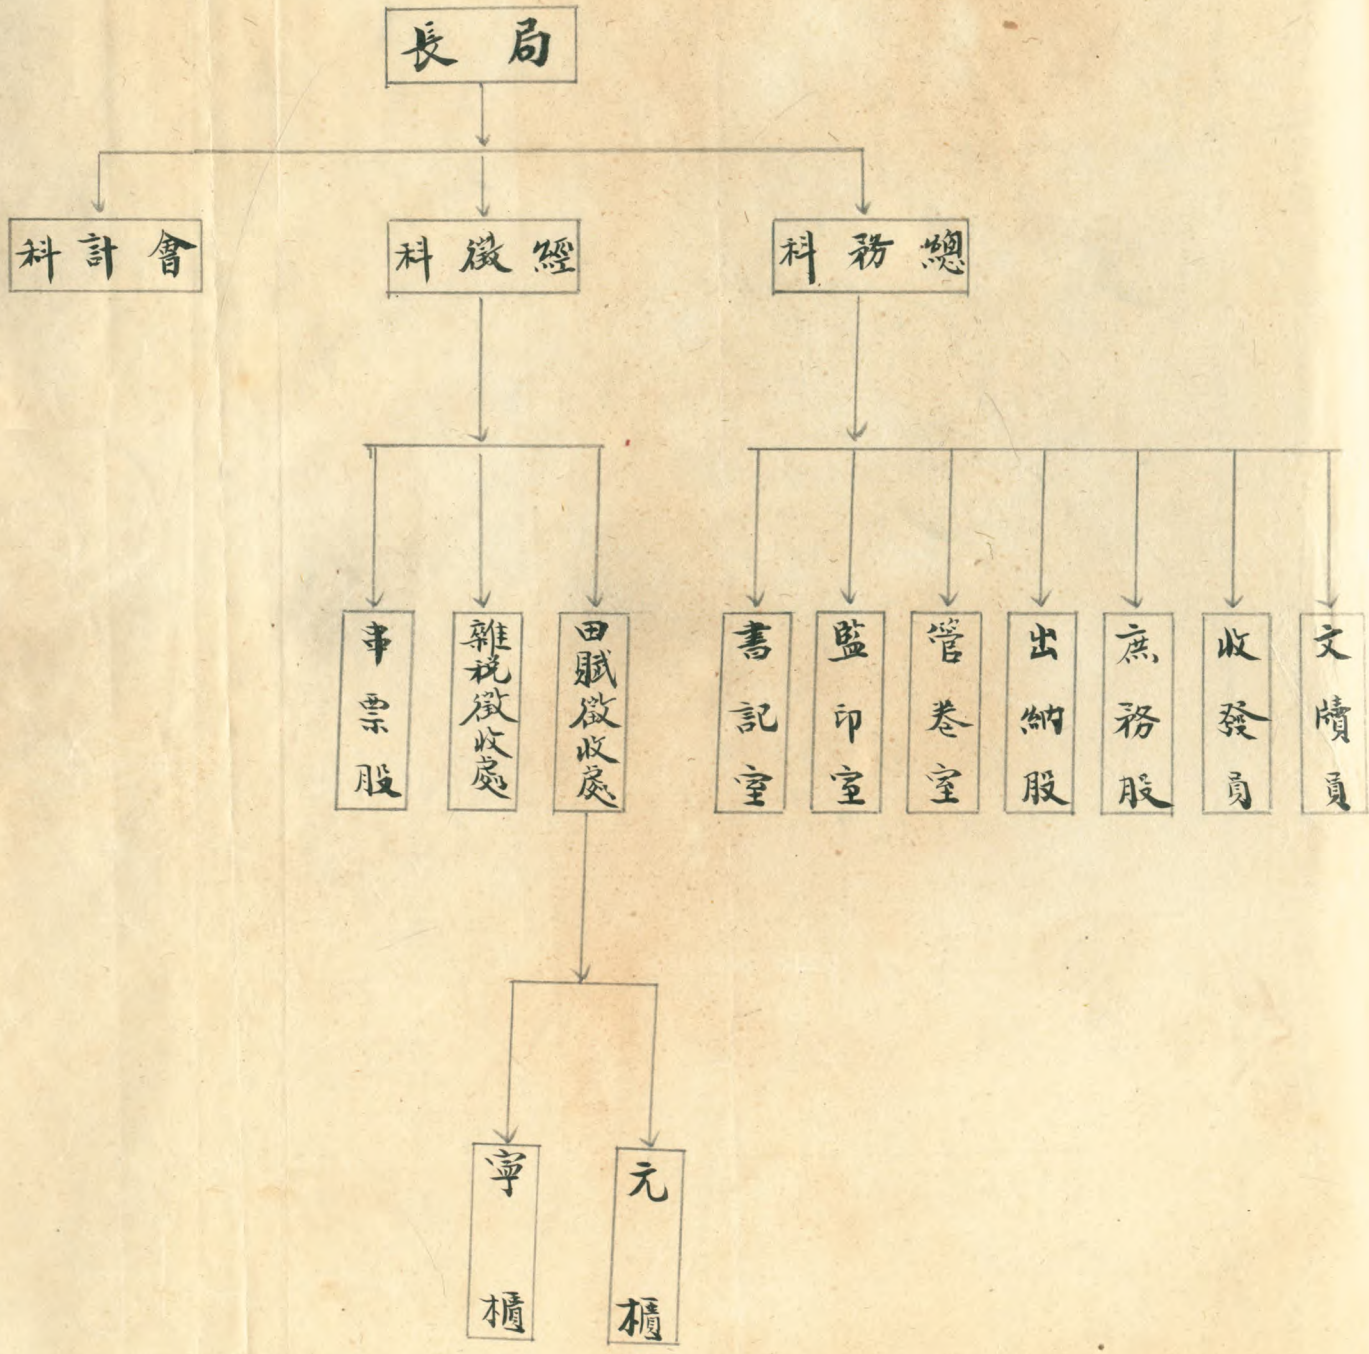 局長
總務科
經徵科
會計科
文牘員
收發員
庶務股
出納股
管卷室
監印室
書記室
田賦徵收處
雜稅徵收處
串票股
元櫃
寧櫃